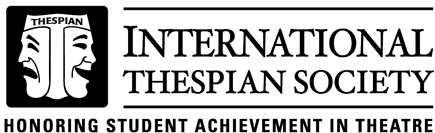 THESPIAN
INTERNATIONAL
THESPIAN SOCIETY
HONORING STUDENT ACHIEVEMENT IN THEATRE